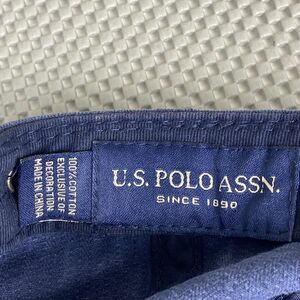 100% COTTON
EXCLUSIVE OF
DECORATION
MADE IN CHINA
U.S. POLO ASSN.
SINCE 1890